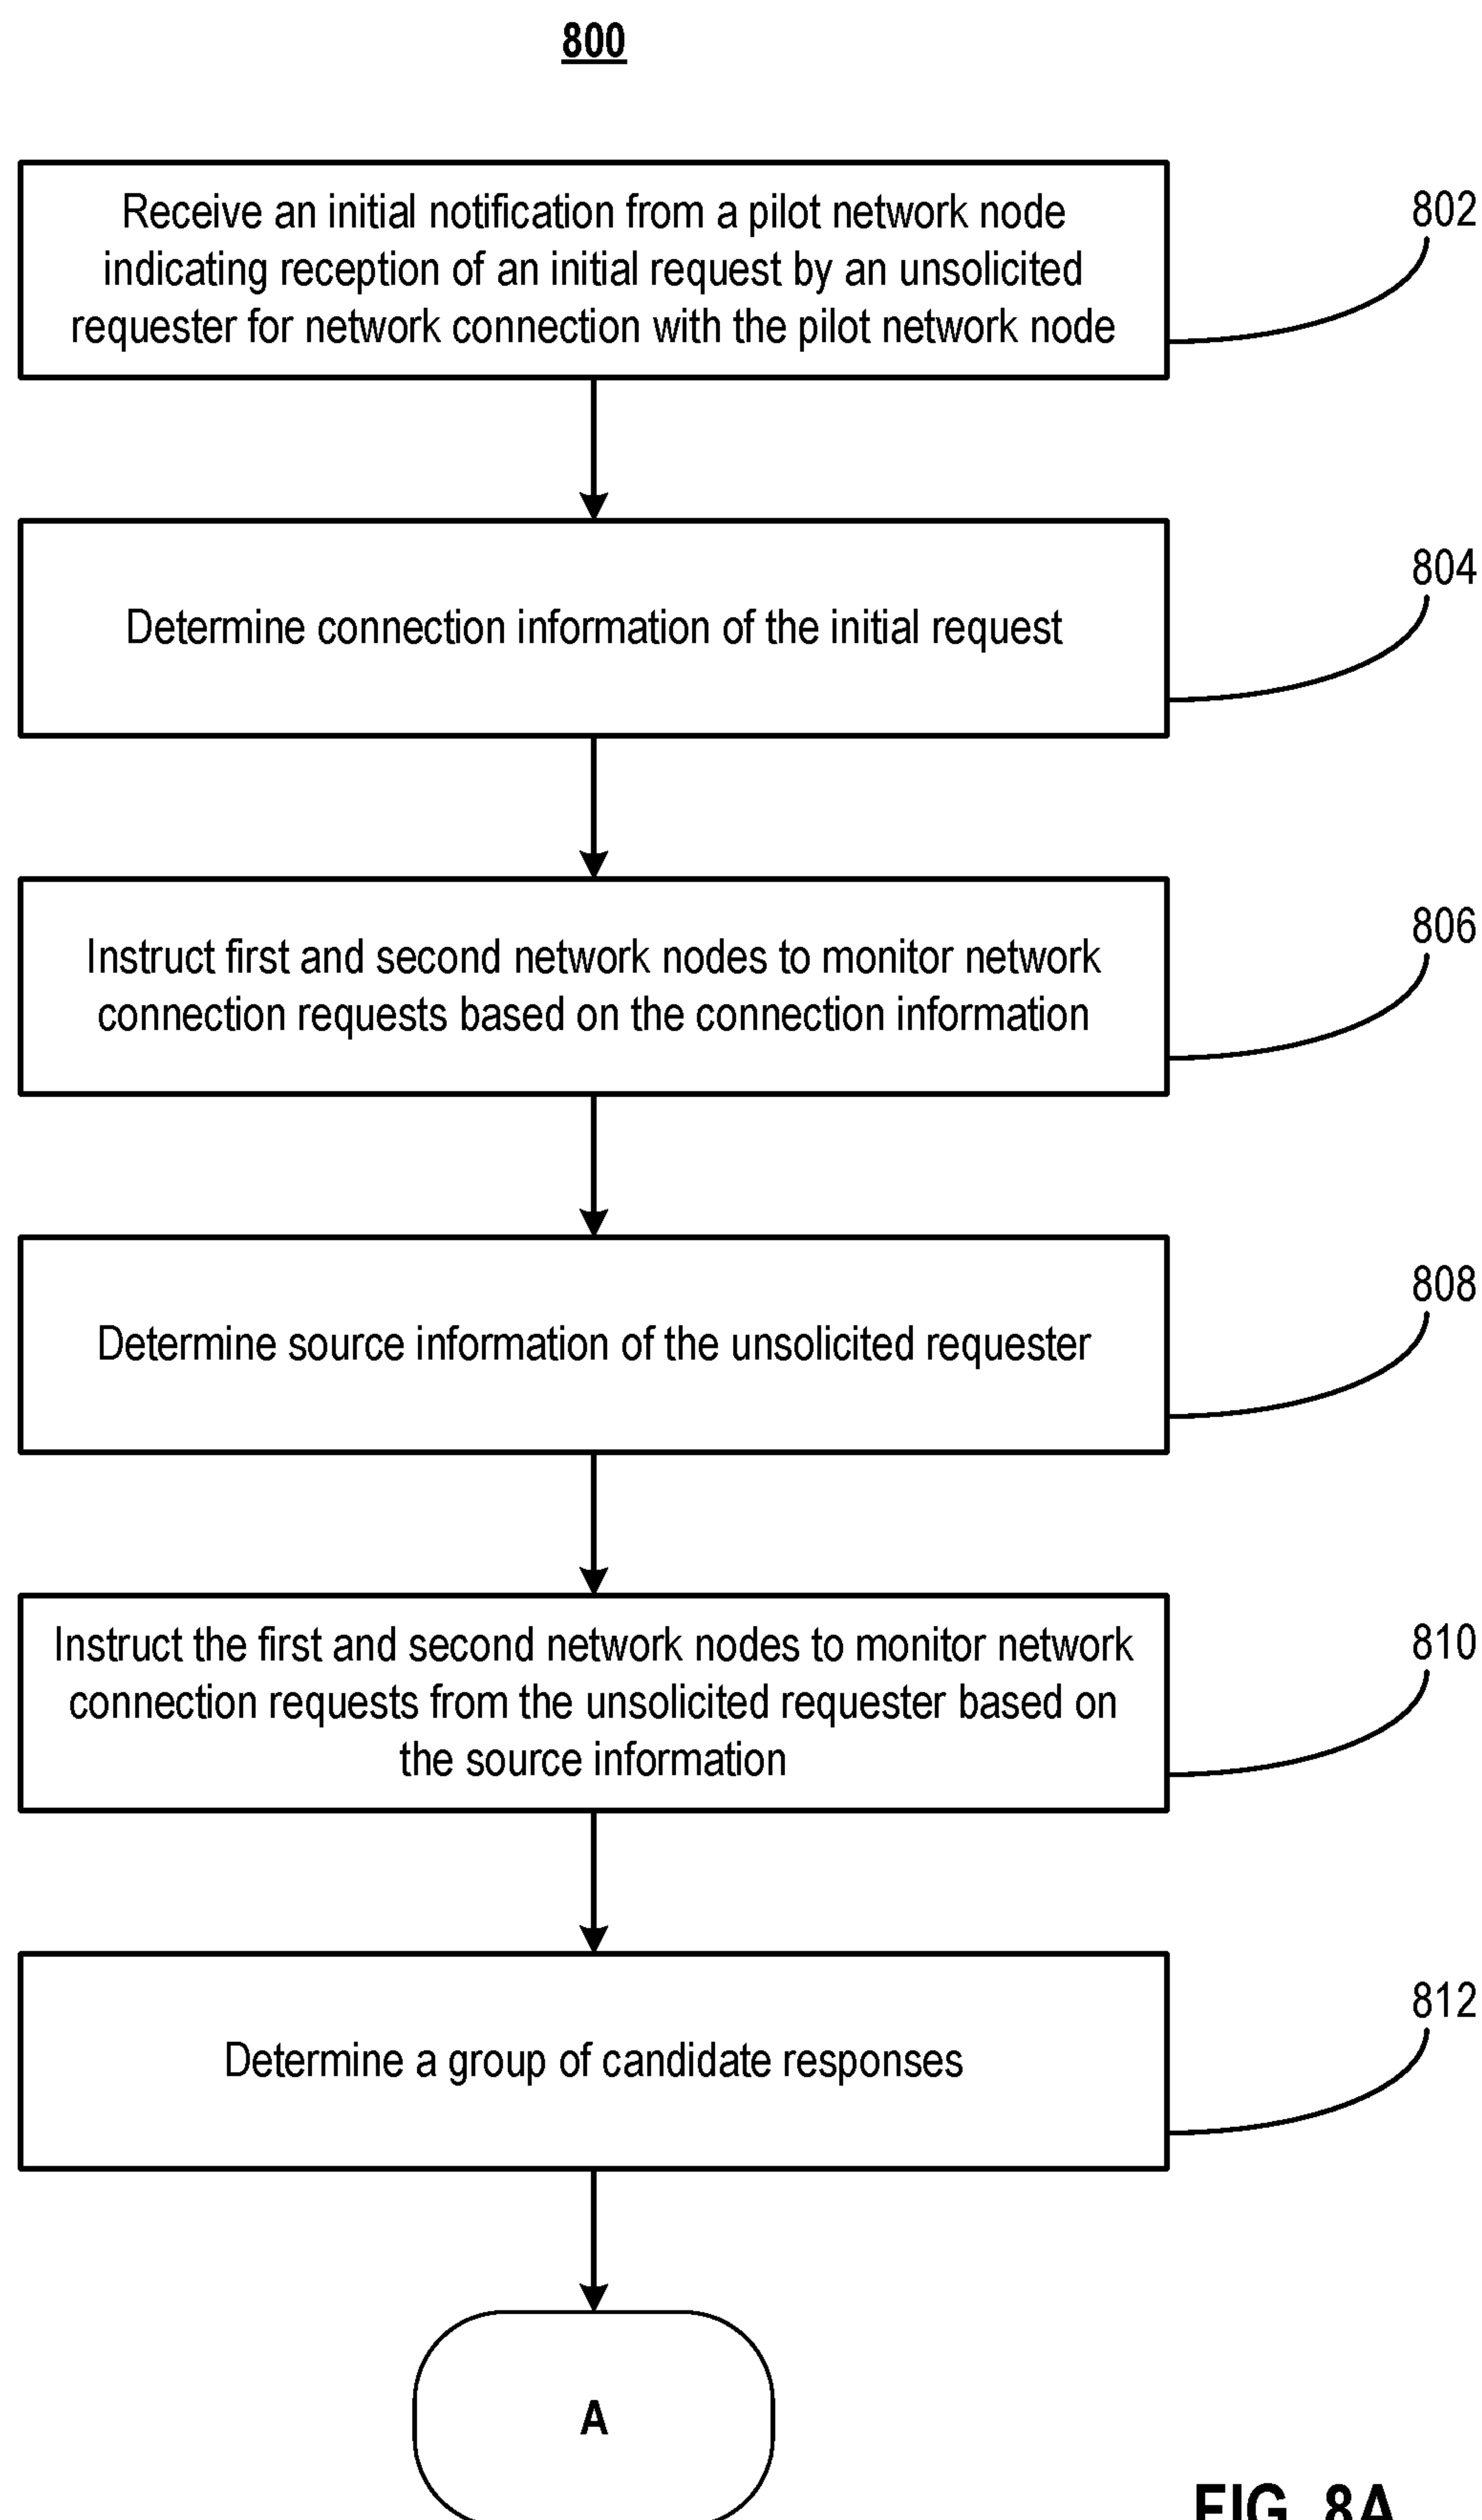 800
Receive an initial notification from a pilot network node
indicating reception of an initial request by an unsolicited
requester for network connection with the pilot network node
802
Determine connection information of the initial request
804
Instruct first and second network nodes to monitor network
connection requests based on the connection information
806
Determine source information of the unsolicited requester
808
Instruct the first and second network nodes to monitor network
connection requests from the unsolicited requester based on
the source information
810
Determine a group of candidate responses
812
A
FIG. 8A